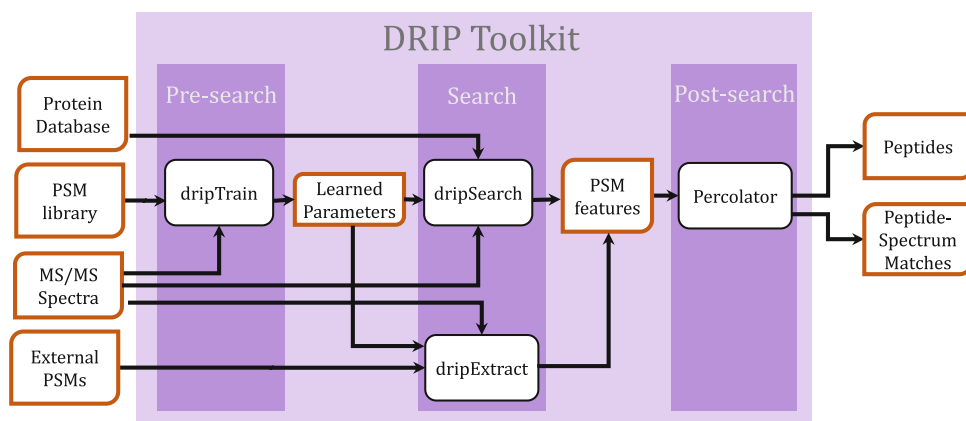 DRIP Toolkit
Pre-search
Search
Post-search
Protein
Database
PSM
library
MS/MS
Spectra
External
PSMs
dripTrain
Learned
Parameters
dripSearch
dripExtract
PSM
features
Percolator
Peptides
Peptide-
Spectrum
Matches